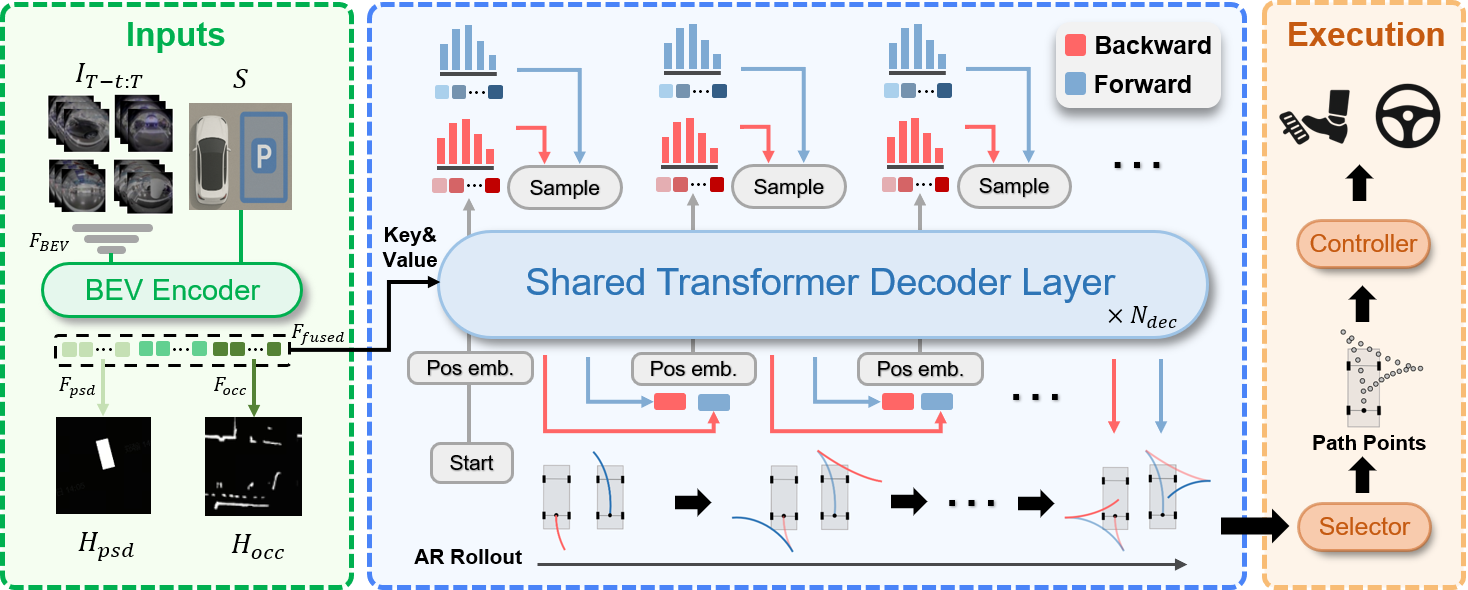 Inputs
I_{T−t:T}
S
P
F_{BEV}
BEV Encoder
F_{fused}
F_{psd}
F_{occ}
H_{psd}
H_{occ}
Backward
Forward
Sample
Sample
Sample
...
Key&
Value
Shared Transformer Decoder Layer
× N_{dec}
Pos emb.
Pos emb.
Pos emb.
...
Start
...
AR Rollout
Execution
Controller
Path Points
Selector